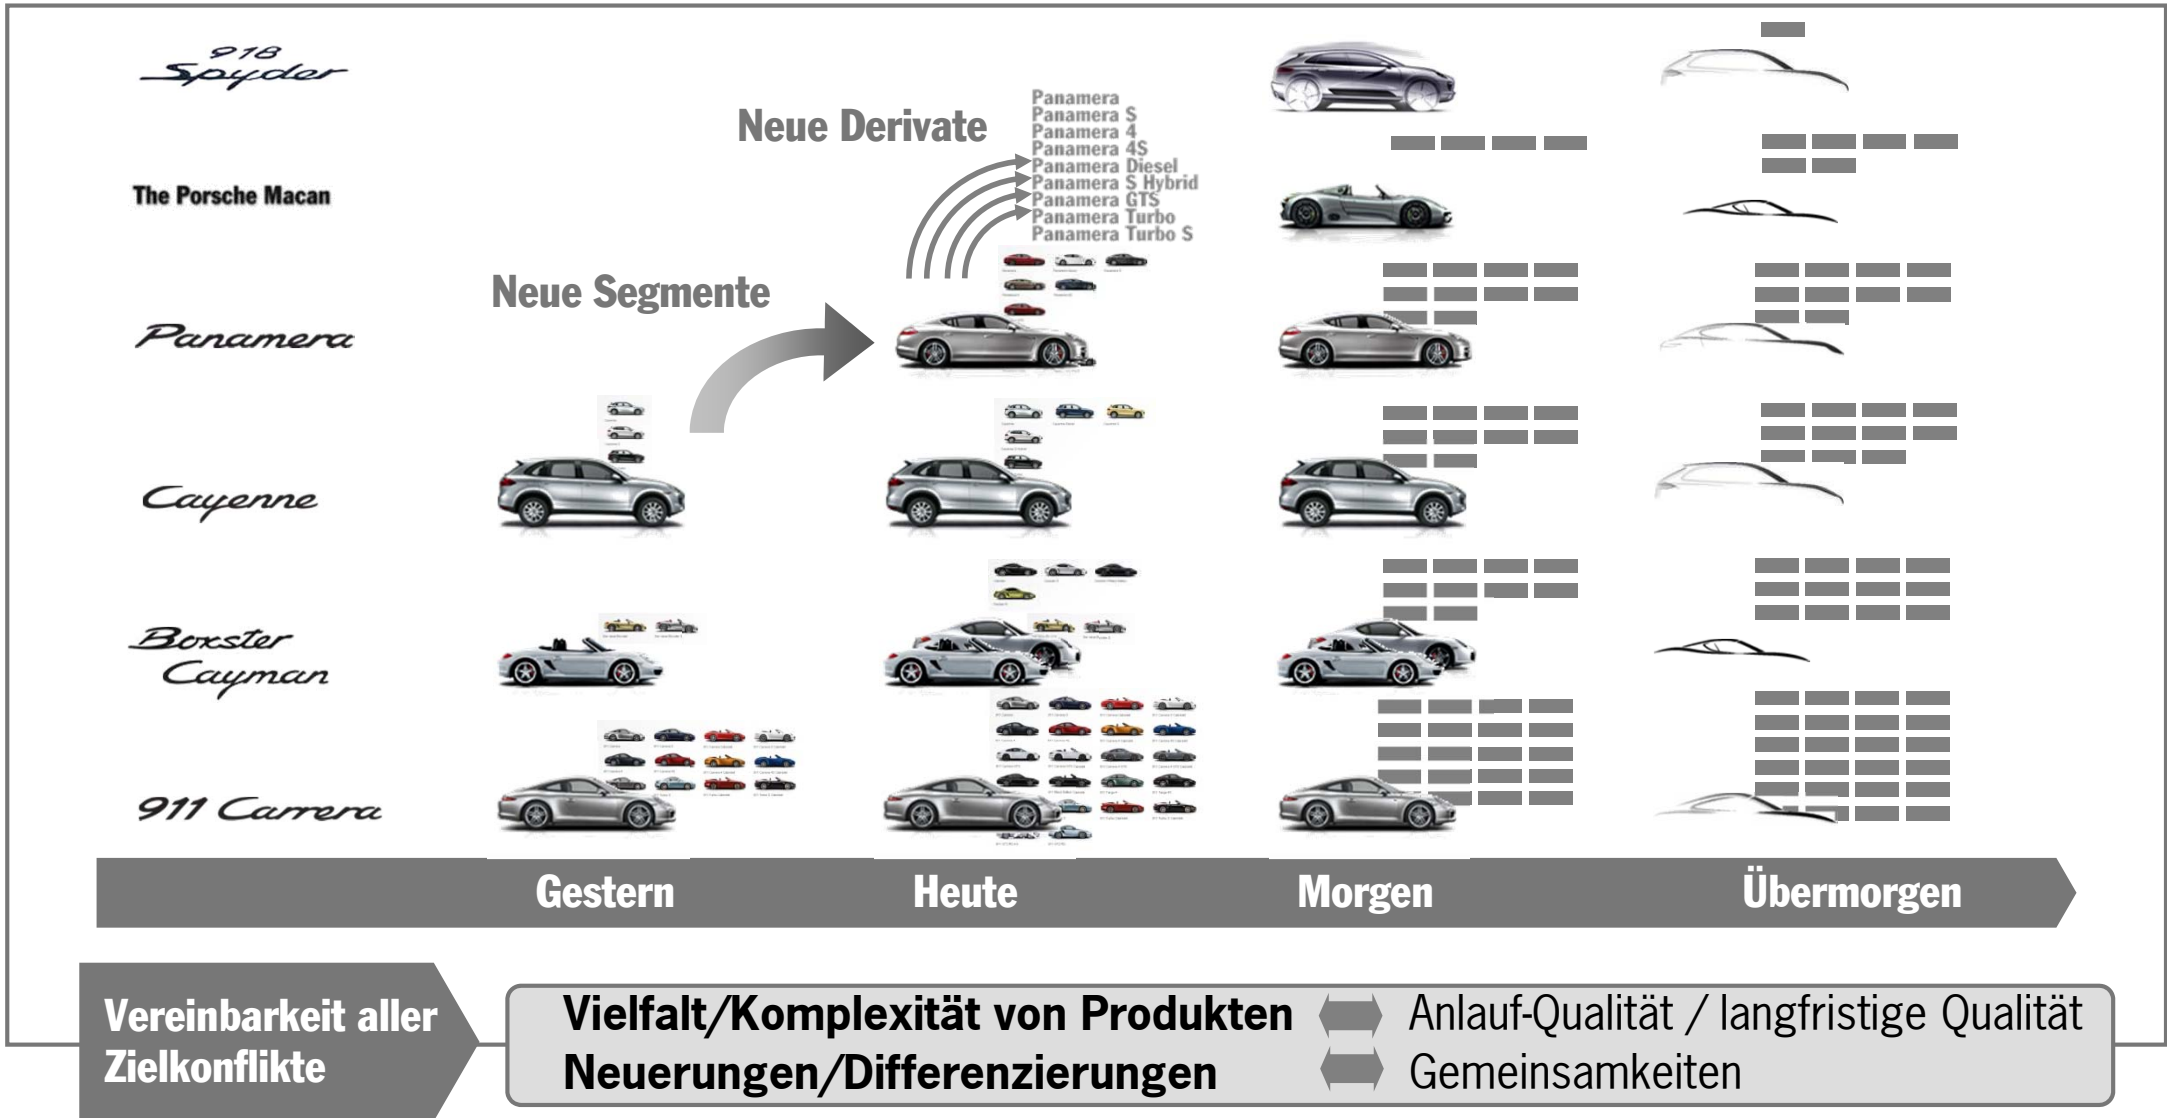 918
Spyder
Neue Derivate
Panamera
Panamera S
Panamera 4
Panamera 4S
Panamera Diesel
Panamera S Hybrid
Panamera GTS
Panamera Turbo
Panamera Turbo S
The Porsche Macan
Neue Segmente
Panamera
Cayenne
Boxster
Cayman
911 Carrera
Gestern
Heute
Morgen
Übermorgen
Vereinbarkeit aller
Zielkonflikte
Vielfalt/Komplexität von Produkten
Anlauf-Qualität / langfristige Qualität
Neuerungen/Differenzierungen
Gemeinsamkeiten